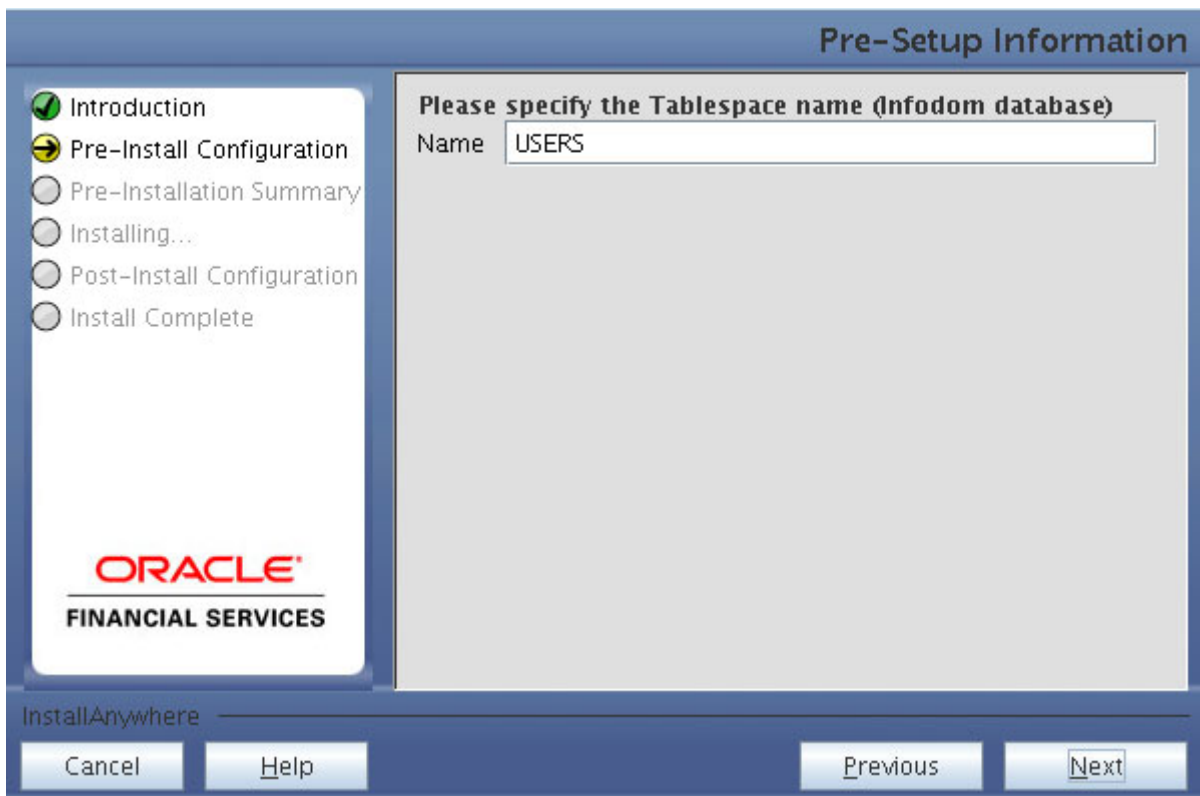 Pre-Setup Information
Introduction
Pre-Install Configuration
Pre-Installation Summary
Installing...
Post-Install Configuration
Install Complete
ORACLE
FINANCIAL SERVICES
Please specify the Tablespace name (Infodom database)
Name USERS
InstallAnywhere
Cancel Help Previous Next